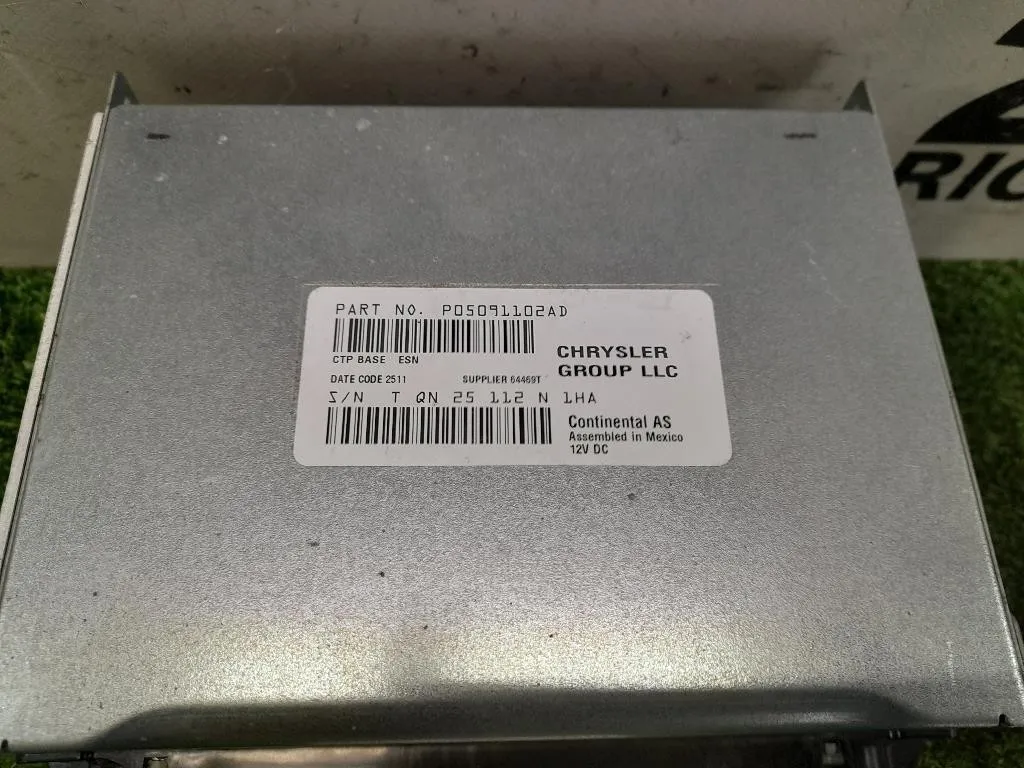 PART NO. P05091102AD
CTP BASE ESN
CHRYSLER
GROUP LLC
DATE CODE 2511 SUPPLIER 64469T
S/N T QN 25 112 N 1HA
Continental AS
Assembled in Mexico
12V DC